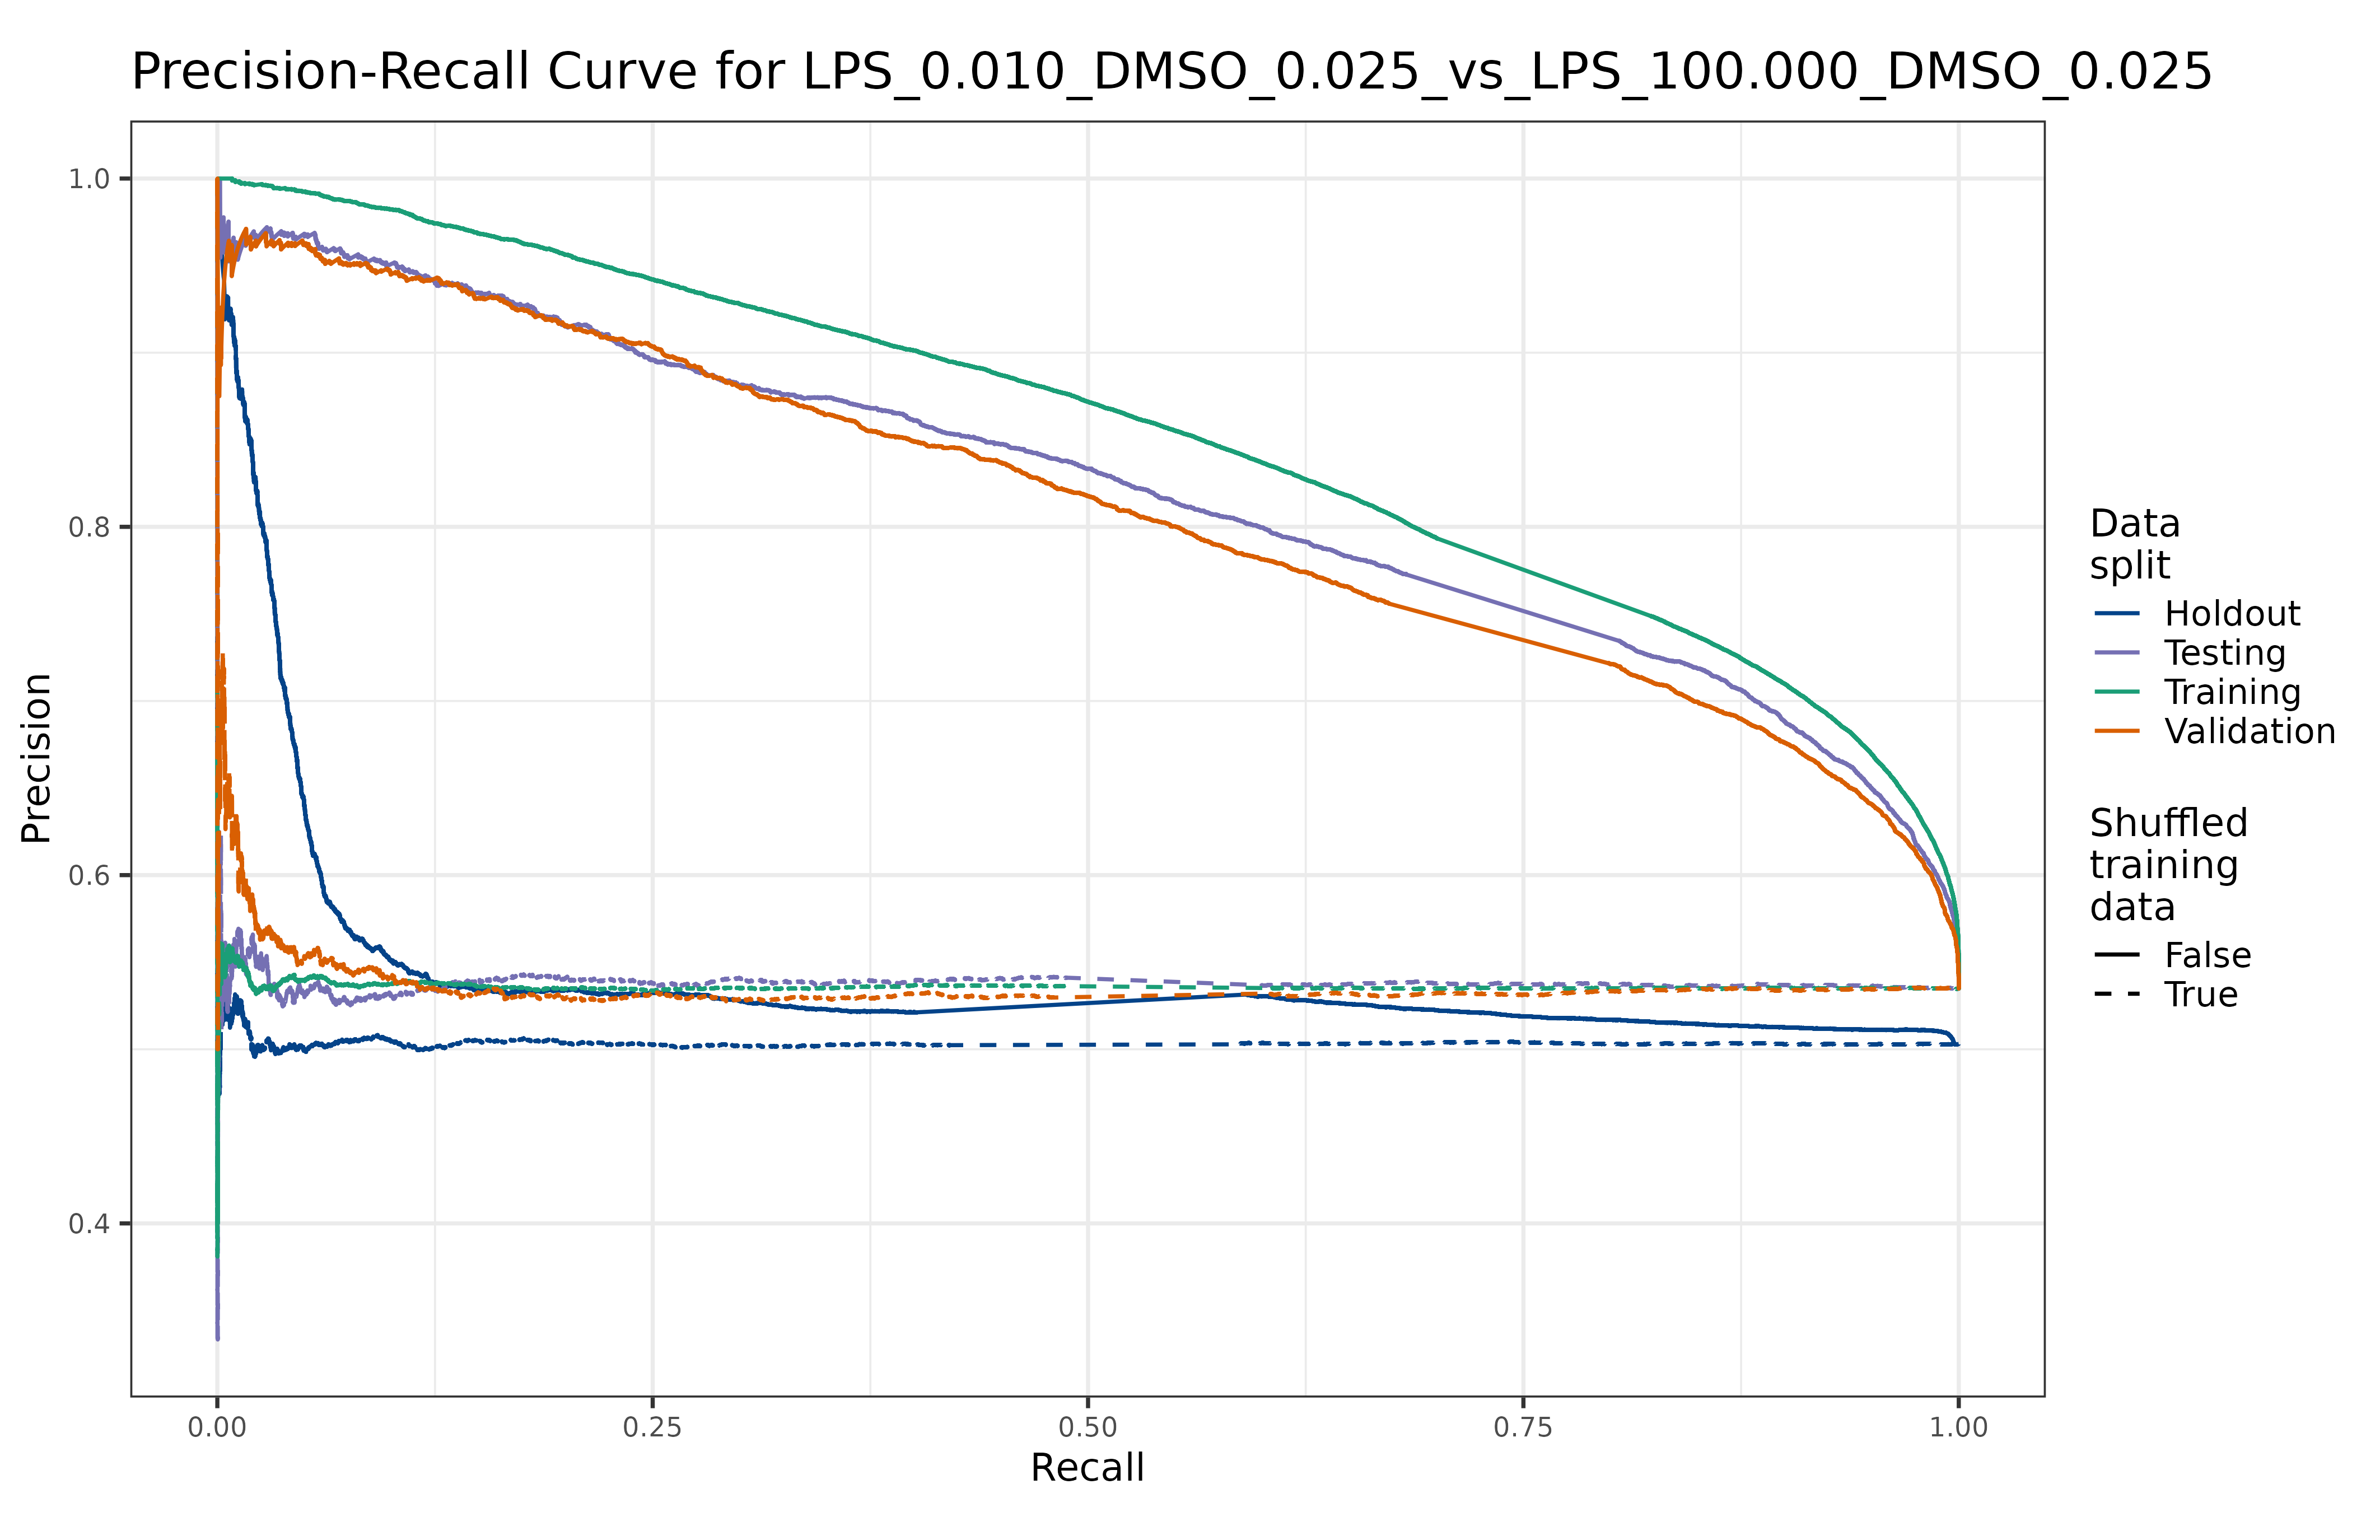 Precision-Recall Curve for LPS_0.010_DMSO_0.025_vs_LPS_100.000_DMSO_0.025
1.0
0.8
0.6
0.4
Precision
0.00
0.25
0.50
0.75
1.00
Recall
Data
split
Holdout
Testing
Training
Validation
Shuffled
training
data
False
True